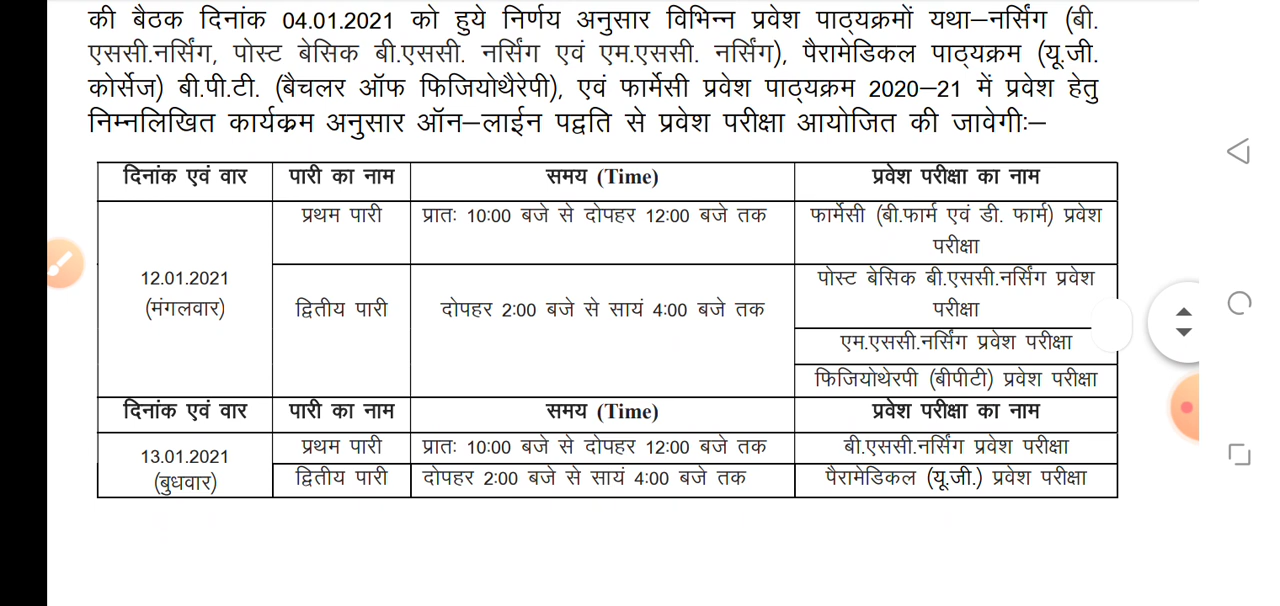 की बैठक दिनांक 04.01.2021 को हुये निर्णय अनुसार विभिन्न प्रवेश पाठ्यक्रमों यथा–नर्सिंग (बी.
एससी.नर्सिंग, पोस्ट बेसिक बी.एससी. नर्सिंग एवं एम.एससी. नर्सिंग), पैरामेडिकल पाठ्यक्रम (यू.जी.
कोर्सेज) बी.पी.टी. (बैचलर ऑफ फिजियोथैरेपी), एवं फार्मेसी प्रवेश पाठ्यक्रम 2020–21 में प्रवेश हेतु
निम्नलिखित कार्यक्रम अनुसार ऑन–लाईन पद्वति से प्रवेश परीक्षा आयोजित की जावेगीः–
दिनांक एवं वार पारी का नाम समय (Time) प्रवेश परीक्षा का नाम
प्रथम पारी प्रातः 10:00 बजे से दोपहर 12:00 बजे तक फार्मेसी (बी.फार्म एवं डी. फार्म) प्रवेश
परीक्षा
12.01.2021
(मंगलवार)
द्वितीय पारी दोपहर 2:00 बजे से सायं 4:00 बजे तक
पोस्ट बेसिक बी.एससी.नर्सिंग प्रवेश
परीक्षा
एम.एससी.नर्सिंग प्रवेश परीक्षा
फिजियोथेरपी (बीपीटी) प्रवेश परीक्षा
दिनांक एवं वार पारी का नाम समय (Time) प्रवेश परीक्षा का नाम
13.01.2021
(बुधवार)
प्रथम पारी प्रातः 10:00 बजे से दोपहर 12:00 बजे तक बी.एससी.नर्सिंग प्रवेश परीक्षा
द्वितीय पारी दोपहर 2:00 बजे से सायं 4:00 बजे तक पैरामेडिकल (यू.जी.) प्रवेश परीक्षा